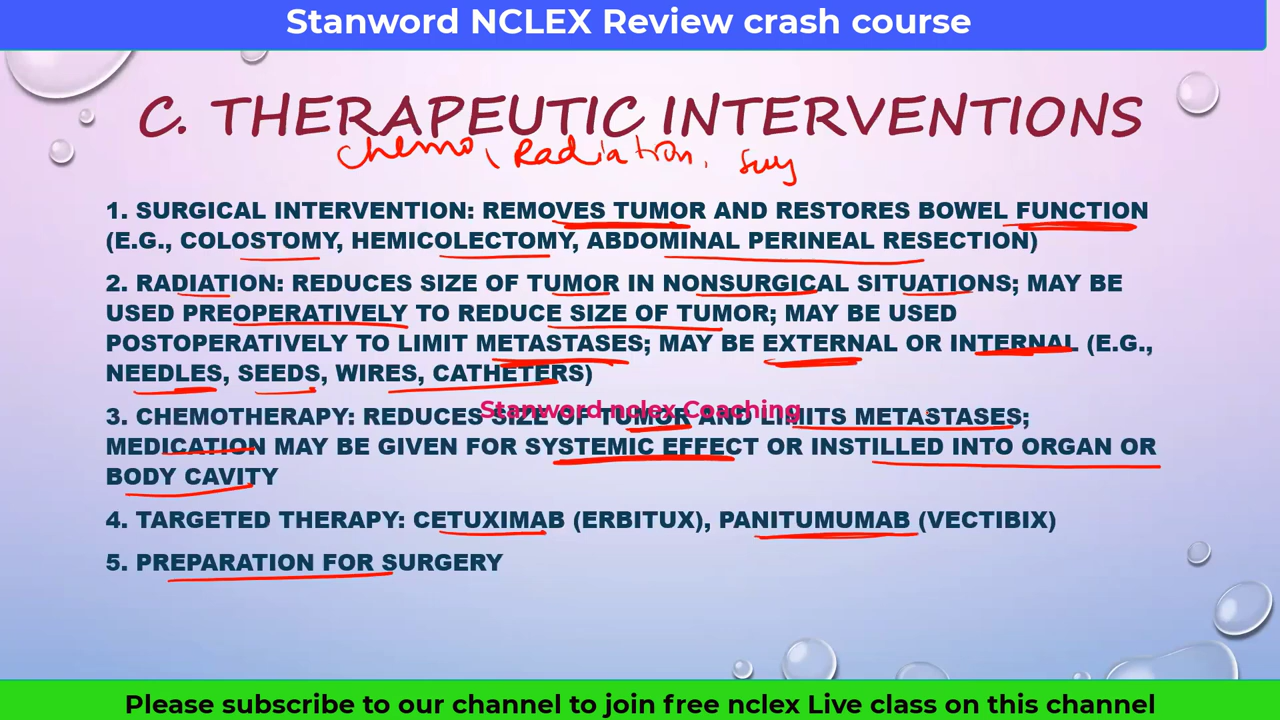 Stanword NCLEX Review crash course
C. THERAPEUTIC INTERVENTIONS
Chemo, Radiation.
1. SURGICAL INTERVENTION: REMOVES TUMOR AND RESTORES BOWEL FUNCTION
(E.G., COLOSTOMY, HEMICOLECTOMY, ABDOMINAL PERINEAL RESECTION)
2. RADIATION: REDUCES SIZE OF TUMOR IN NONSURGICAL SITUATIONS; MAY BE
USED PREOPERATIVELY TO REDUCE SIZE OF TUMOR; MAY BE USED
POSTOPERATIVELY TO LIMIT METASTASES; MAY BE EXTERNAL OR INTERNAL (E.G.,
NEEDLES, SEEDS, WIRES, CATHETERS)
Stanword nclex Coaching
3. CHEMOTHERAPY: REDUCES SIZE OF TUMOR AND LIMITS METASTASES;
MEDICATION MAY BE GIVEN FOR SYSTEMIC EFFECT OR INSTILLED INTO ORGAN OR
BODY CAVITY
4. TARGETED THERAPY: CETUXIMAB (ERBITUX), PANITUMUMAB (VECTIBIX)
5. PREPARATION FOR SURGERY
Please subscribe to our channel to join free nclex Live class on this channel